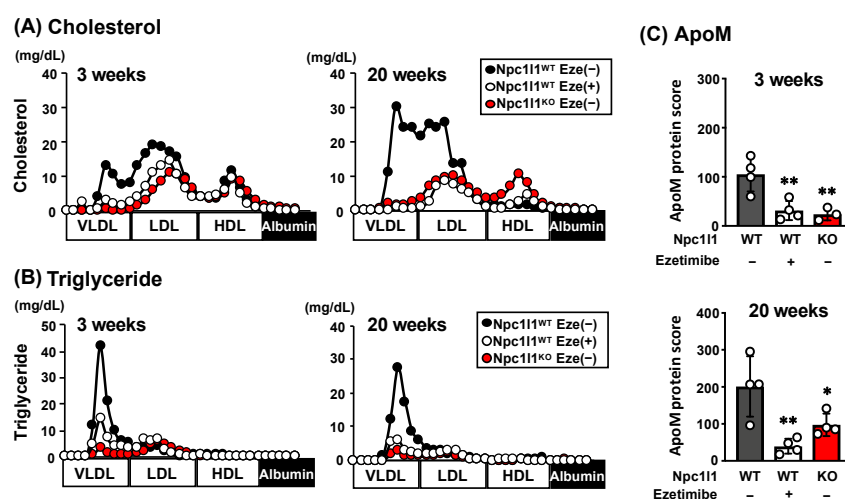 (A) Cholesterol
(mg/dL)
3 weeks
Cholesterol
40
30
20
10
0
VLDL LDL HDL Albumin
(mg/dL)
20 weeks
40
30
20
10
0
VLDL LDL HDL Albumin
Npc1l1WT Eze(−)
Npc1l1WT Eze(+)
Npc1l1KO Eze(−)
(B) Triglyceride
(mg/dL)
3 weeks
Triglyceride
50
40
30
20
10
0
VLDL LDL HDL Albumin
(mg/dL)
20 weeks
40
30
20
10
0
VLDL LDL HDL Albumin
Npc1l1WT Eze(−)
Npc1l1WT Eze(+)
Npc1l1KO Eze(−)
(C) ApoM
3 weeks
ApoM protein score
300
200
100
0
** **
Npc1l1 WT WT KO
Ezetimibe − + −
20 weeks
ApoM protein score
400
300
200
100
0
** *
Npc1l1 WT WT KO
Ezetimibe − + −